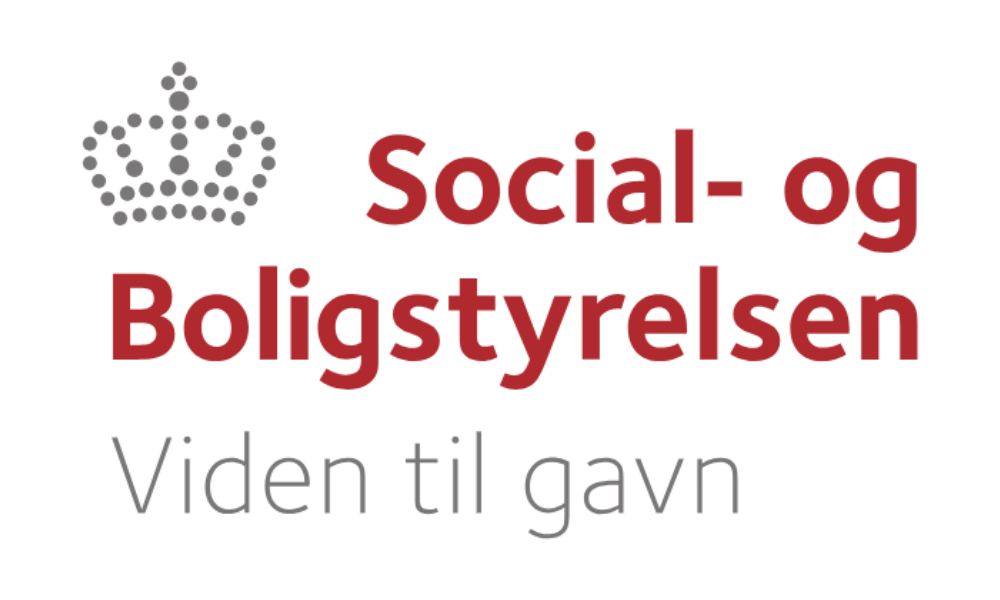 Social- og
Boligstyrelsen
Viden til gavn